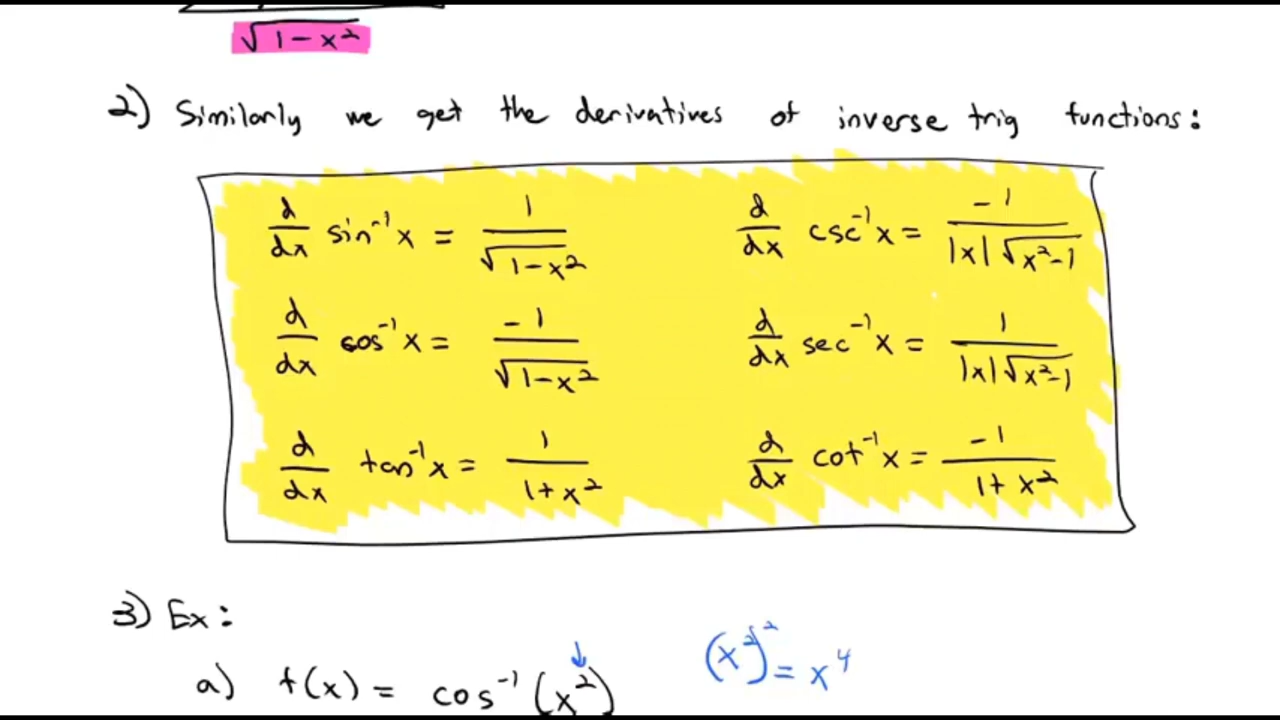 √(1-x²)
2) Similarly we get the derivatives of inverse trig functions:
d/dx sin⁻¹x = 1/√(1-x²)
d/dx csc⁻¹x = -1/(|x|√(x²-1))
d/dx cos⁻¹x = -1/√(1-x²)
d/dx sec⁻¹x = 1/(|x|√(x²-1))
d/dx tan⁻¹x = 1/(1+x²)
d/dx cot⁻¹x = -1/(1+x²)
3) Ex:
a) f(x) = cos⁻¹(x²)
(x²)² = x⁴